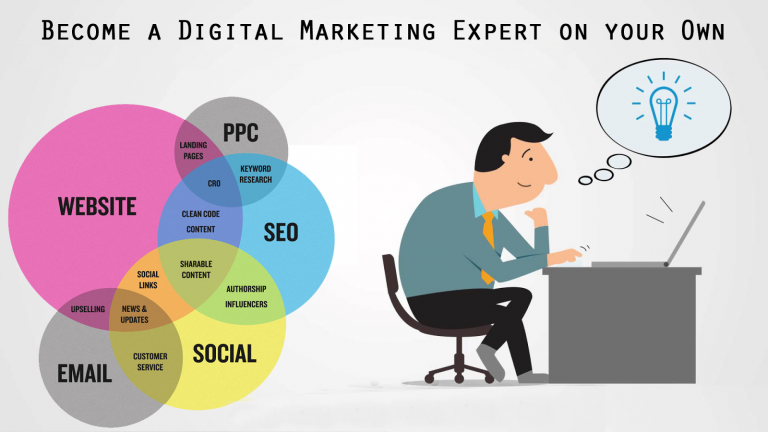 Become a Digital Marketing Expert on your Own
PPC
LANDING
PAGES
KEYWORD
RESEARCH
CRO
WEBSITE
CLEAN CODE
CONTENT
SEO
SHARABLE
CONTENT
SOCIAL
LINKS
AUTHORSHIP
INFLUENCERS
UPSELLING
NEWS &
UPDATES
SOCIAL
CUSTOMER
SERVICE
EMAIL